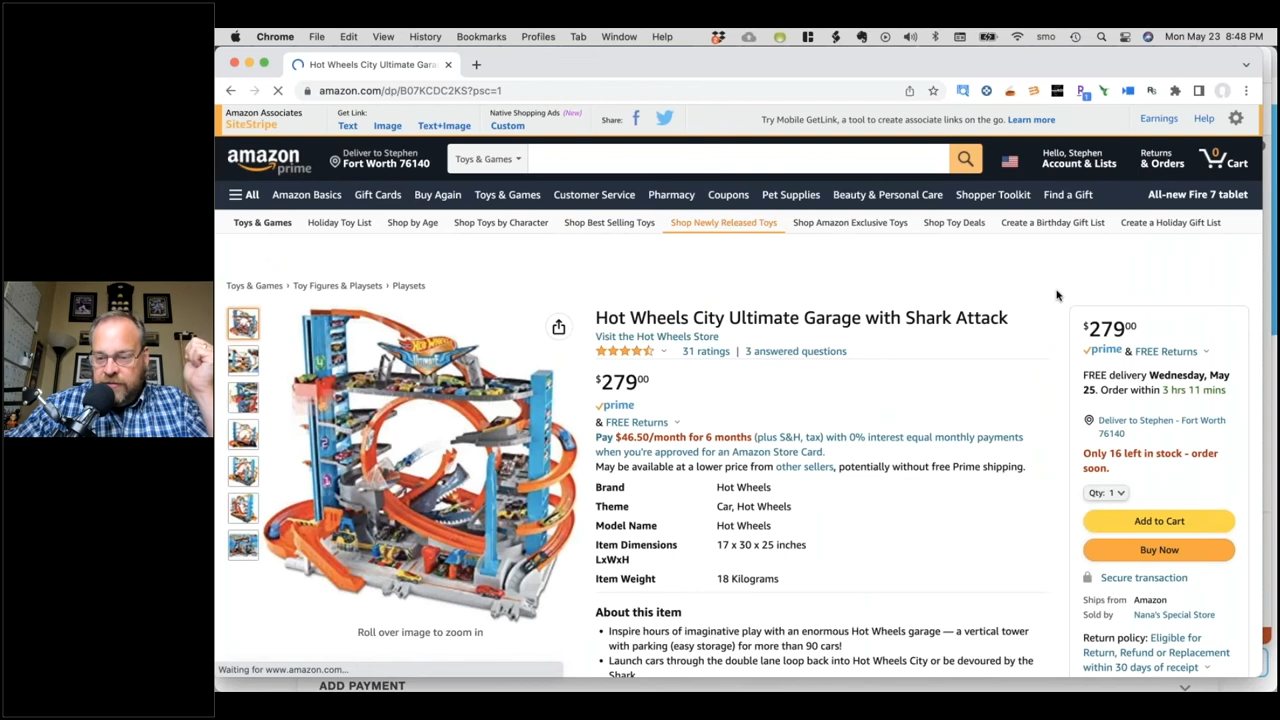 Chrome File Edit View History Bookmarks Profiles Tab Window Help smo Mon May 23 8:48 PM
Hot Wheels City Ultimate Gara
amazon.com/dp/B07KCDC2KS?psc=1
Amazon Associates
SiteStripe
Get Link:
Text Image Text+Image
Native Shopping Ads (New)
Custom
Share:
Try Mobile GetLink, a tool to create associate links on the go. Learn more
Earnings Help
amazon prime
Deliver to Stephen
Fort Worth 76140
Toys & Games
Hello, Stephen
Account & Lists
Returns
& Orders
0 Cart
All Amazon Basics Gift Cards Buy Again Toys & Games Customer Service Pharmacy Coupons Pet Supplies Beauty & Personal Care Shopper Toolkit Find a Gift All-new Fire 7 tablet
Toys & Games Holiday Toy List Shop by Age Shop Toys by Character Shop Best Selling Toys Shop Newly Released Toys Shop Amazon Exclusive Toys Shop Toy Deals Create a Birthday Gift List Create a Holiday Gift List
Toys & Games › Toy Figures & Playsets › Playsets
Roll over image to zoom in
Hot Wheels City Ultimate Garage with Shark Attack
Visit the Hot Wheels Store
31 ratings | 3 answered questions
$27900
prime
& FREE Returns
Pay $46.50/month for 6 months (plus S&H, tax) with 0% interest equal monthly payments
when you're approved for an Amazon Store Card.
May be available at a lower price from other sellers, potentially without free Prime shipping.
Brand Hot Wheels
Theme Car, Hot Wheels
Model Name Hot Wheels
Item Dimensions 17 x 30 x 25 inches
LxWxH
Item Weight 18 Kilograms
About this item
• Inspire hours of imaginative play with an enormous Hot Wheels garage — a vertical tower
with parking (easy storage) for more than 90 cars!
• Launch cars through the double lane loop back into Hot Wheels City or be devoured by the
Shark
$27900
prime & FREE Returns
FREE delivery Wednesday, May
25. Order within 3 hrs 11 mins
Deliver to Stephen - Fort Worth
76140
Only 16 left in stock - order
soon.
Qty: 1
Add to Cart
Buy Now
Secure transaction
Ships from Amazon
Sold by Nana's Special Store
Return policy: Eligible for
Return, Refund or Replacement
within 30 days of receipt
Waiting for www.amazon.com...
ADD PAYMENT